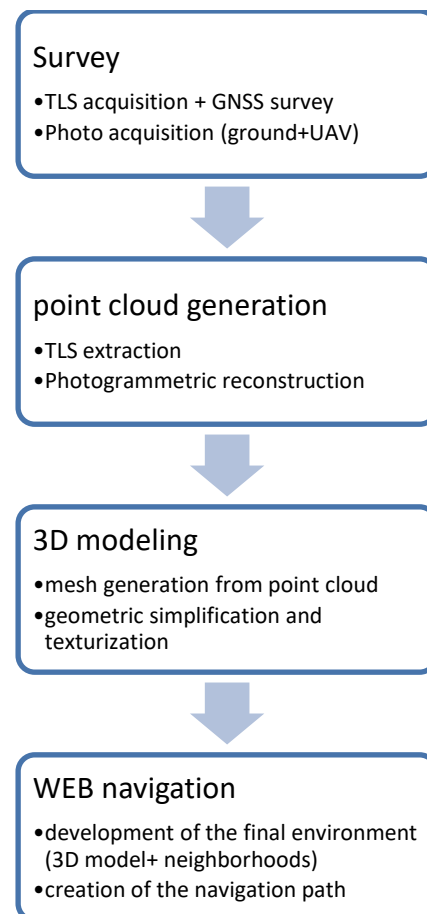 Survey
•TLS acquisition + GNSS survey
•Photo acquisition (ground+UAV)
point cloud generation
•TLS extraction
•Photogrammetric reconstruction
3D modeling
•mesh generation from point cloud
•geometric simplification and
texturization
WEB navigation
•development of the final environment
(3D model+ neighborhoods)
•creation of the navigation path